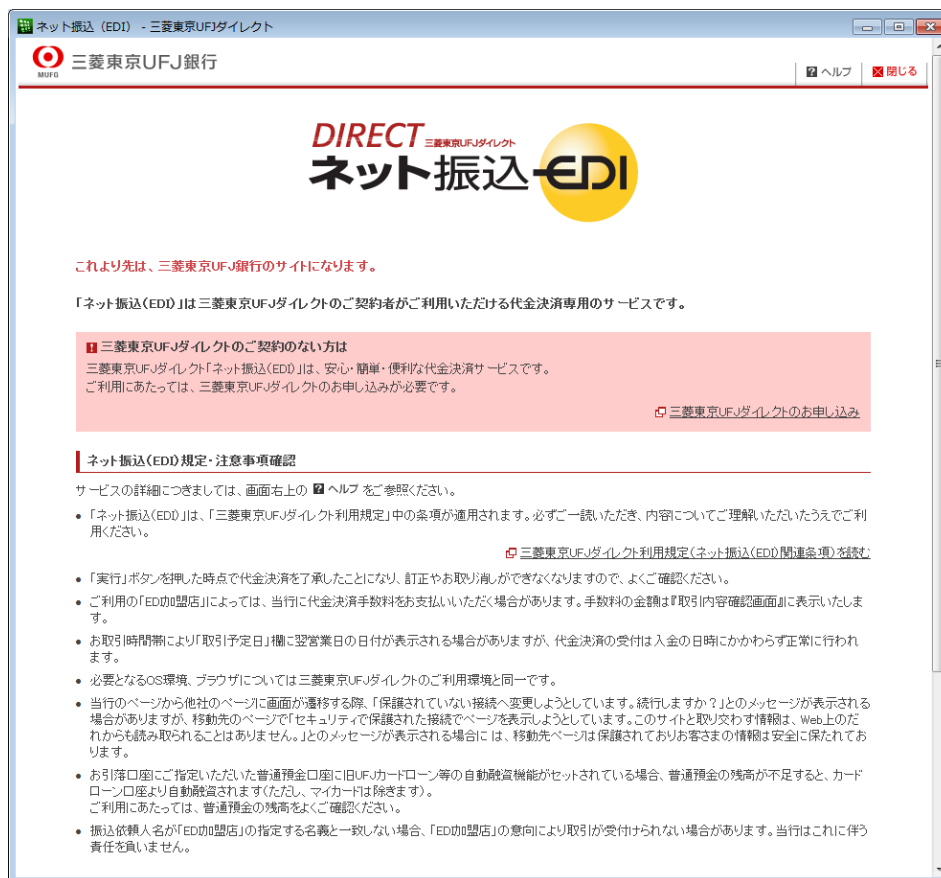 ネット振込（EDI） - 三菱東京UFJダイレクト
MUFG
三菱東京UFJ銀行
ヘルプ
閉じる
DIRECT 三菱東京UFJダイレクト
ネット振込 EDI
これより先は、三菱東京UFJ銀行のサイトになります。
「ネット振込(EDI)」は三菱東京UFJダイレクトのご契約者がご利用いただける代金決済専用のサービスです。
三菱東京UFJダイレクトのご契約のない方は
三菱東京UFJダイレクト「ネット振込(EDI)」は、安心・簡単・便利な代金決済サービスです。
ご利用にあたっては、三菱東京UFJダイレクトのお申し込みが必要です。
三菱東京UFJダイレクトのお申し込み
ネット振込(EDI)規定・注意事項確認
サービスの詳細につきましては、画面右上の ? ヘルプ をご参照ください。
• 「ネット振込(EDI)」は、「三菱東京UFJダイレクト利用規定」中の条項が適用されます。必ずご一読いただき、内容についてご理解いただいたうえでご利
用ください。
三菱東京UFJダイレクト利用規定(ネット振込(EDI)関連条項)を読む
• 「実行」ボタンを押した時点で代金決済を了承したことになり、訂正やお取り消しができなくなりますので、よくご確認ください。
• ご利用の「EDI加盟店」によっては、当行に代金決済手数料をお支払いいただく場合があります。手数料の金額は『取引内容確認画面』に表示いたしま
す。
• お取引時間帯により「取引予定日」欄に翌営業日の日付が表示される場合がありますが、代金決済の受付は入金の日時にかかわらず正常に行われ
ます。
• 必要となるOS環境、ブラウザについては三菱東京UFJダイレクトのご利用環境と同一です。
• 当行のページから他社のページに画面が遷移する際、「保護されていない接続へ変更しようとしています。続行しますか？」とのメッセージが表示される
場合がありますが、移動先のページで「セキュリティで保護された接続でページを表示しようとしています。このサイトと取り交わす情報は、Web上のだ
れからも読み取られることはありません。」とのメッセージが表示される場合には、移動先ページは保護されておりお客さまの情報は安全に保たれてお
ります。
• お引落口座にご指定いただいた普通預金口座に旧UFJカードローン等の自動融資機能がセットされている場合、普通預金の残高が不足すると、カード
ローン口座より自動融資されます(ただし、マイカードは除きます)。
ご利用にあたっては、普通預金の残高をよくご確認ください。
• 振込依頼人名が「EDI加盟店」の指定する名義と一致しない場合、「EDI加盟店」の意向により取引が受付けられない場合があります。当行はこれに伴う
責任を負いません。